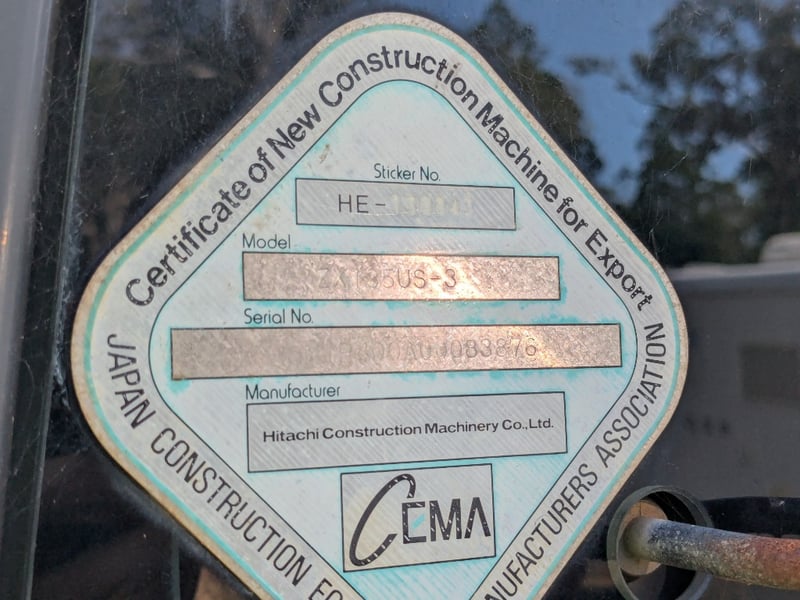 Certificate of New Construction Machine for Export
Sticker No.
HE-
Model
ZX135US-3
Serial No.
Manufacturer
Hitachi Construction Machinery Co.,Ltd.
CEMA
JAPAN CONSTRUCTION
ASSOCIATION